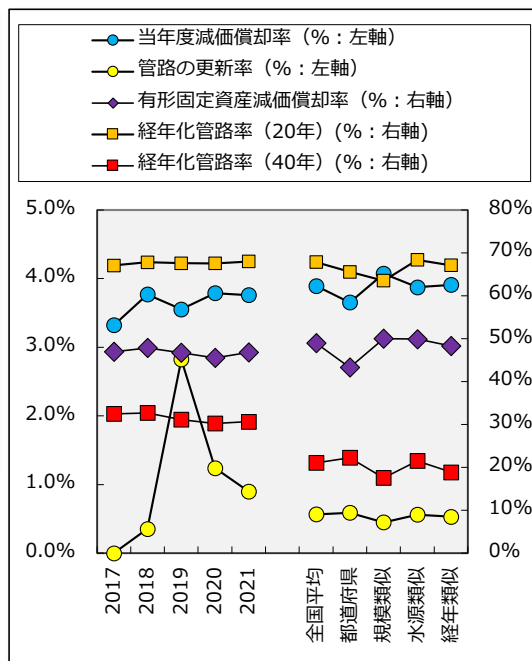 当年度減価償却率（%：左軸）
管路の更新率（%：左軸）
有形固定資産減価償却率（%：右軸）
経年化管路率（20年）(%：右軸)
経年化管路率（40年）(%：右軸)
5.0%
4.0%
3.0%
2.0%
1.0%
0.0%
80%
70%
60%
50%
40%
30%
20%
10%
0%
2017
2018
2019
2020
2021
全国平均
都道府県
規模類似
水源類似
経年類似